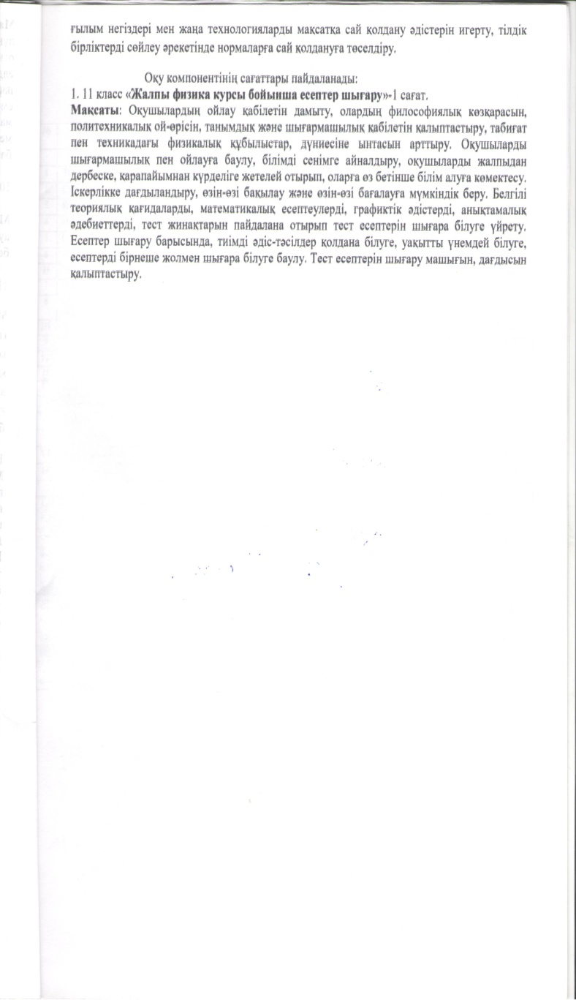 ғылым негіздері мен жаңа технологияларды мақсатқа сай қолдану әдістерін игерту, тілдік
бірліктерді сөйлеу әрекетінде нормаларға сай қолдануға төселдіру.
Оқу компонентінің сағаттары пайдаланады:
1. 11 класс «Жалпы физика курсы бойынша есептер шығару»-1 сағат.
Мақсаты: Оқушылардың ойлау қабілетін дамыту, олардың философиялық көзқарасын,
политехникалық ой-өрісін, танымдық және шығармашылық қабілетін қалыптастыру, табиғат
пен техникадағы физикалық құбылыстар, дүниесіне ынтасын арттыру. Оқушыларды
шығармашылық пен ойлауға баулу, білімді сенімге айналдыру, оқушыларды жалпыдан
дербеске, қарапайымнан күрделіге жетелей отырып, оларға өз бетінше білім алуға көмектесу.
Іскерлікке дағдыландыру, өзін-өзі бақылау және өзін-өзі бағалауға мүмкіндік беру. Белгілі
теориялық қағидаларды, математикалық есептеулерді, графиктік әдістерді, анықтамалық
әдебиеттерді, тест жинақтарын пайдалана отырып тест есептерін шығара білуге үйрету.
Есептер шығару барысында, тиімді әдіс-тәсілдер қолдана білуге, уақытты үнемдей білуге,
есептерді бірнеше жолмен шығара білуге баулу. Тест есептерін шығару машығын, дағдысын
қалыптастыру.